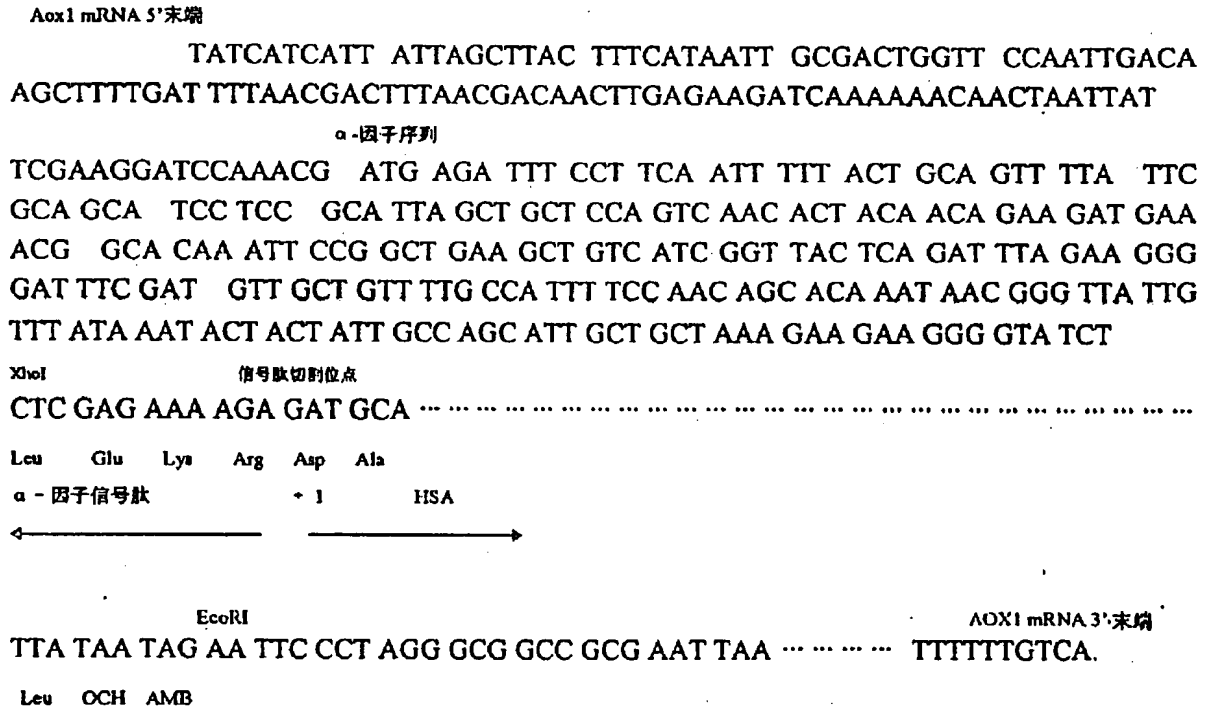 Aox1 mRNA 5'末端
TATCATCATT ATTAGCTTAC TTTCATAATT GCGACTGGTT CCAATTGACA
AGCTTTTGAT TTTAACGACTTTAACGACAACTTGAGAAGATCAAAAAACAACTAATTAT
α-因子序列
TCGAAGGATCCAAACG ATG AGA TTT CCT TCA ATT TTT ACT GCA GTT TTA TTC
GCA GCA TCC TCC GCA TTA GCT GCT CCA GTC AAC ACT ACA ACA GAA GAT GAA
ACG GCA CAA ATT CCG GCT GAA GCT GTC ATC GGT TAC TCA GAT TTA GAA GGG
GAT TTC GAT GTT GCT GTT TTG CCA TTT TCC AAC AGC ACA AAT AAC GGG TTA TTG
TTT ATA AAT ACT ACT ATT GCC AGC ATT GCT GCT AAA GAA GAA GGG GTA TCT
XhoI 信号肽切割位点
CTC GAG AAA AGA GAT GCA ………………………………………………………………………
Leu Glu Lys Arg Asp Ala
α - 因子信号肽 + 1 HSA
EcoRI AOX1 mRNA 3'-末端
TTA TAA TAG AA TTC CCT AGG GCG GCC GCG AAT TAA ………… TTTTTTGTCA.
Leu OCH AMB